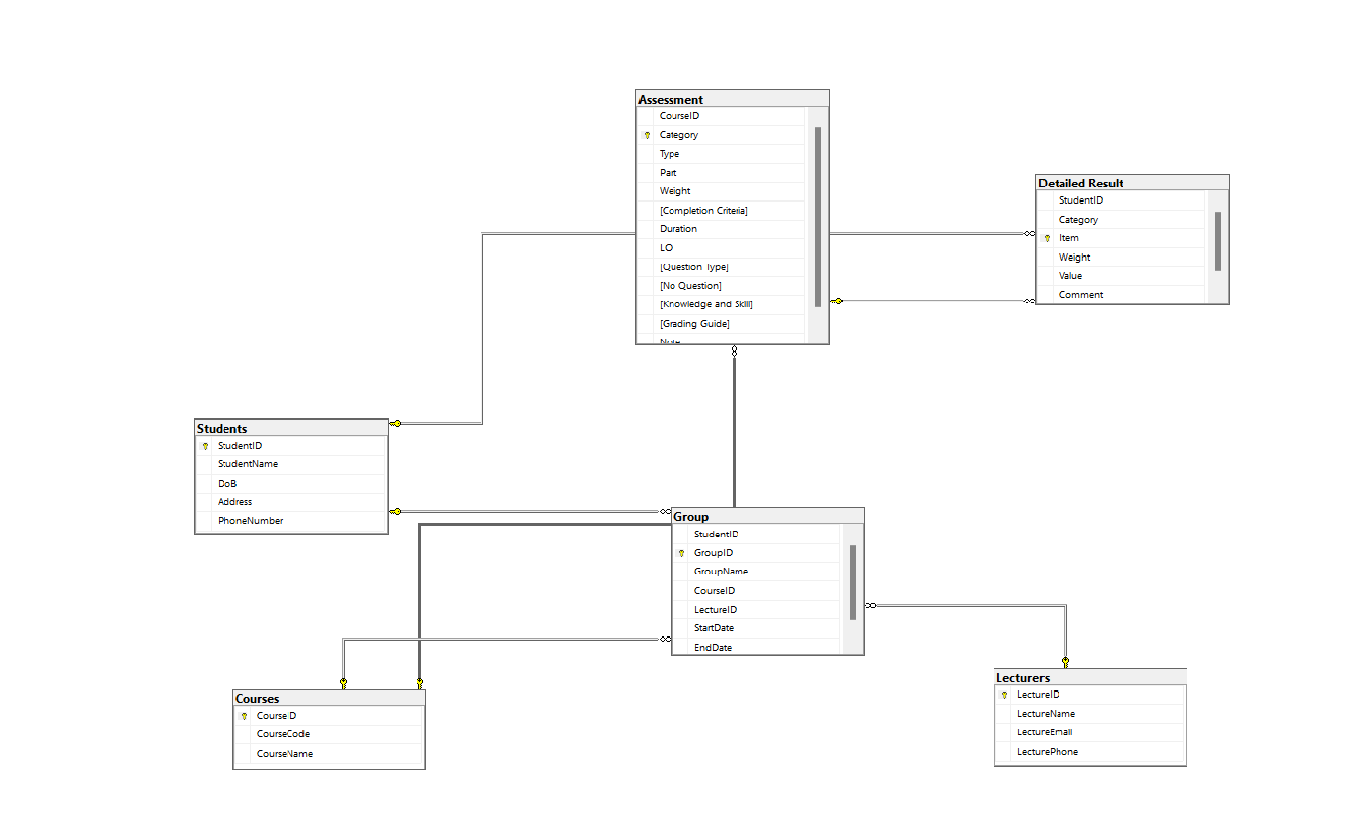 Assessment
CourseID
Category
Type
Part
Weight
[Completion Criteria]
Duration
LO
[Question Type]
[No Question]
[Knowledge and Skill]
[Grading Guide]
Note
Detailed Result
StudentID
Category
Item
Weight
Value
Comment
Students
StudentID
StudentName
DoB
Address
PhoneNumber
Group
StudentID
GroupID
GroupName
CourseID
LectureID
StartDate
EndDate
Courses
CourseID
CourseCode
CourseName
Lecturers
LectureID
LectureName
LectureEmail
LecturePhone